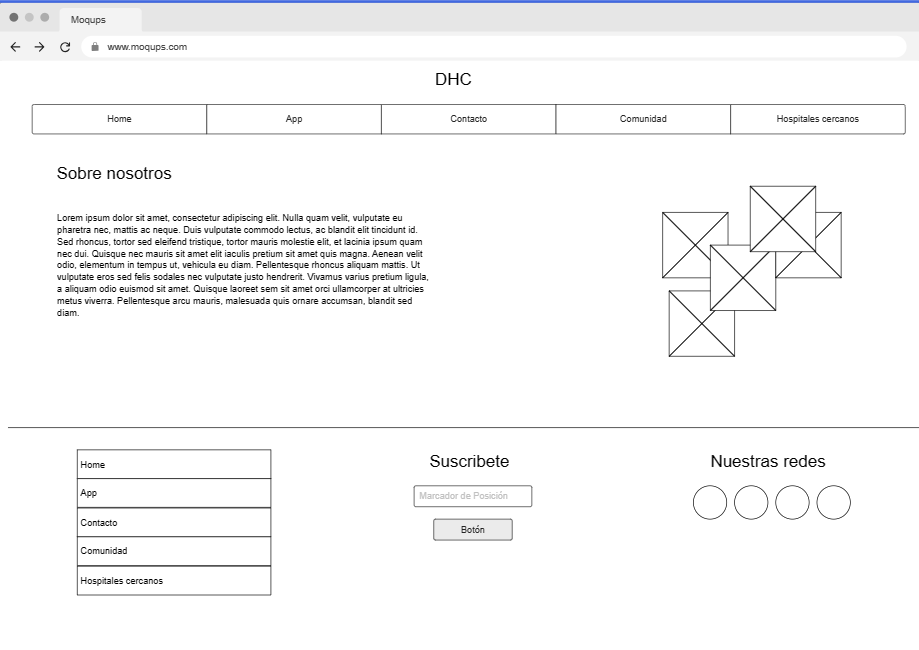 Moqups
www.moqups.com
DHC
Home
App
Contacto
Comunidad
Hospitales cercanos
Sobre nosotros
Lorem ipsum dolor sit amet, consectetur adipiscing elit. Nulla quam velit, vulputate eu
pharetra nec, mattis ac neque. Duis vulputate commodo lectus, ac blandit elit tincidunt id.
Sed rhoncus, tortor sed eleifend tristique, tortor mauris molestie elit, et lacinia ipsum quam
nec dui. Quisque nec mauris sit amet elit iaculis pretium sit amet quis magna. Aenean velit
odio, elementum in tempus ut, vehicula eu diam. Pellentesque rhoncus aliquam mattis. Ut
vulputate eros sed felis sodales nec vulputate justo hendrerit. Vivamus varius pretium ligula,
a aliquam odio euismod sit amet. Quisque laoreet sem sit amet orci ullamcorper at ultricies
metus viverra. Pellentesque arcu mauris, malesuada quis ornare accumsan, blandit sed
diam.
Home
App
Contacto
Comunidad
Hospitales cercanos
Suscribete
Marcador de Posición
Botón
Nuestras redes